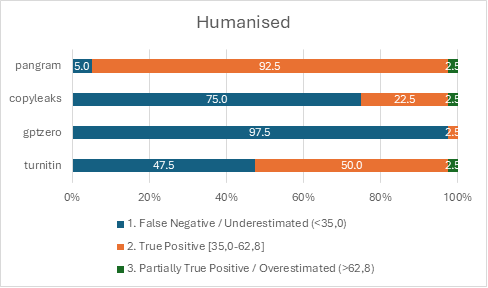 Humanised
pangram 5.0 92.5 2.5
copyleaks 75.0 22.5 2.5
gptzero 97.5 2.5
turnitin 47.5 50.0 2.5
0% 20% 40% 60% 80% 100%
1. False Negative / Underestimated (<35,0)
2. True Positive [35,0-62,8]
3. Partially True Positive / Overestimated (>62,8)